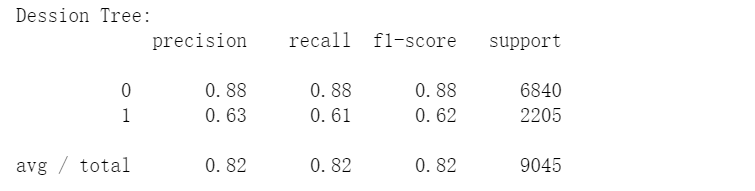 Dession Tree:
precision recall f1-score support
0 0.88 0.88 0.88 6840
1 0.63 0.61 0.62 2205
avg / total 0.82 0.82 0.82 9045